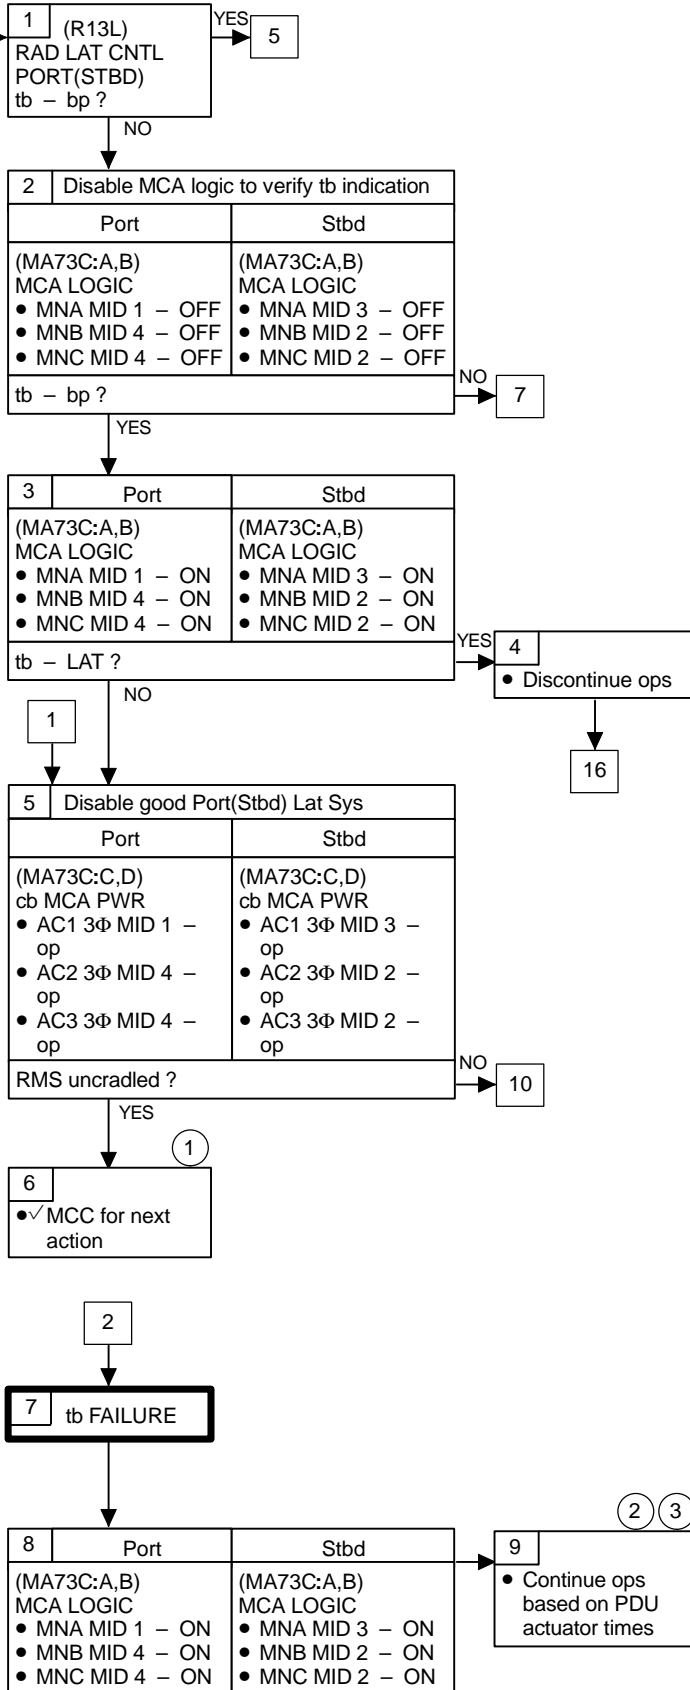 1 (R13L)
RAD LAT CNTL
PORT(STBD)
tb – bp ?
YES
5
NO
2 Disable MCA logic to verify tb indication
Port Stbd
(MA73C:A,B) (MA73C:A,B)
MCA LOGIC MCA LOGIC
● MNA MID 1 – OFF ● MNA MID 3 – OFF
● MNB MID 4 – OFF ● MNB MID 2 – OFF
● MNC MID 4 – OFF ● MNC MID 2 – OFF
tb – bp ?
NO
7
YES
3 Port Stbd
(MA73C:A,B) (MA73C:A,B)
MCA LOGIC MCA LOGIC
● MNA MID 1 – ON ● MNA MID 3 – ON
● MNB MID 4 – ON ● MNB MID 2 – ON
● MNC MID 4 – ON ● MNC MID 2 – ON
tb – LAT ?
YES
4
● Discontinue ops
16
NO
1
5 Disable good Port(Stbd) Lat Sys
Port Stbd
(MA73C:C,D) (MA73C:C,D)
cb MCA PWR cb MCA PWR
● AC1 3Φ MID 1 – ● AC1 3Φ MID 3 –
op op
● AC2 3Φ MID 4 – ● AC2 3Φ MID 2 –
op op
● AC3 3Φ MID 4 – ● AC3 3Φ MID 2 –
op op
RMS uncradled ?
NO
10
YES
1
6
●√ MCC for next
action
2
7 tb FAILURE
8 Port Stbd
(MA73C:A,B) (MA73C:A,B)
MCA LOGIC MCA LOGIC
● MNA MID 1 – ON ● MNA MID 3 – ON
● MNB MID 4 – ON ● MNB MID 2 – ON
● MNC MID 4 – ON ● MNC MID 2 – ON
2 3
9
● Continue ops
based on PDU
actuator times